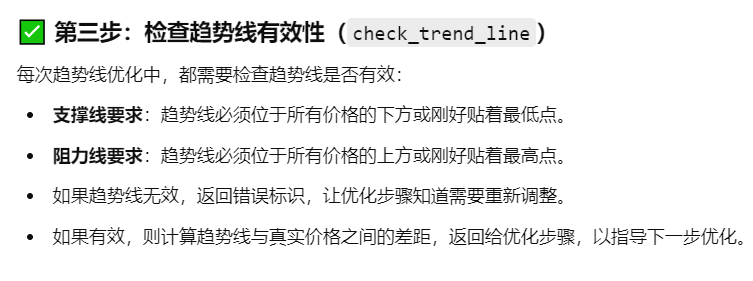 ✅ 第三步：检查趋势线有效性（check_trend_line）
每次趋势线优化中，都需要检查趋势线是否有效：
• 支撑线要求：趋势线必须位于所有价格的下方或刚好贴着最低点。
• 阻力线要求：趋势线必须位于所有价格的上方或刚好贴着最高点。
• 如果趋势线无效，返回错误标识，让优化步骤知道需要重新调整。
• 如果有效，则计算趋势线与真实价格之间的差距，返回给优化步骤，以指导下一步优化。